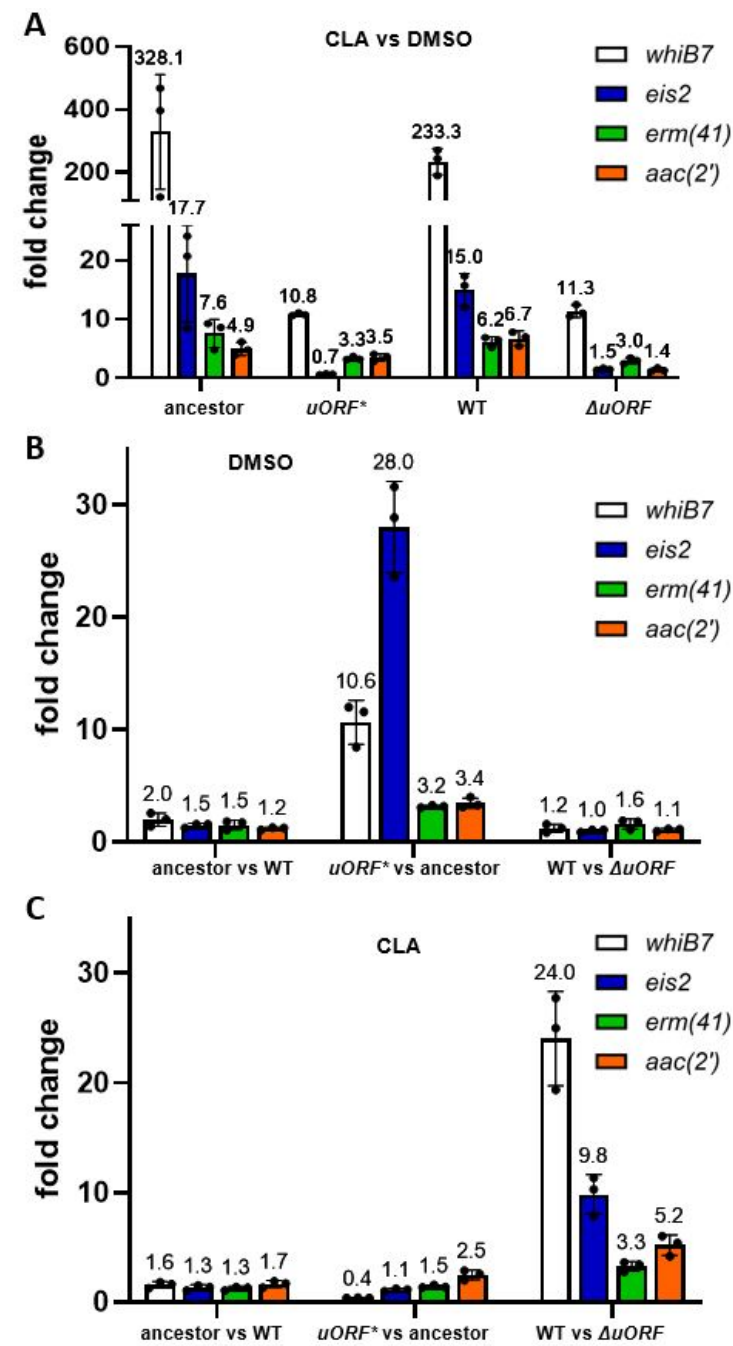 A
CLA vs DMSO
fold change
600
400
200
20
10
0
328.1
17.7
7.6
4.9
10.8
0.7
3.3
3.5
233.3
15.0
6.2
6.7
11.3
1.5
3.0
1.4
ancestor
uORF*
WT
ΔuORF
whiB7
eis2
erm(41)
aac(2')
B
DMSO
fold change
30
20
10
0
2.0
1.5
1.5
1.2
10.6
28.0
3.2
3.4
1.2
1.0
1.6
1.1
ancestor vs WT
uORF* vs ancestor
WT vs ΔuORF
whiB7
eis2
erm(41)
aac(2')
C
CLA
fold change
30
20
10
0
1.6
1.3
1.3
1.7
0.4
1.1
1.5
2.5
24.0
9.8
3.3
5.2
ancestor vs WT
uORF* vs ancestor
WT vs ΔuORF
whiB7
eis2
erm(41)
aac(2')